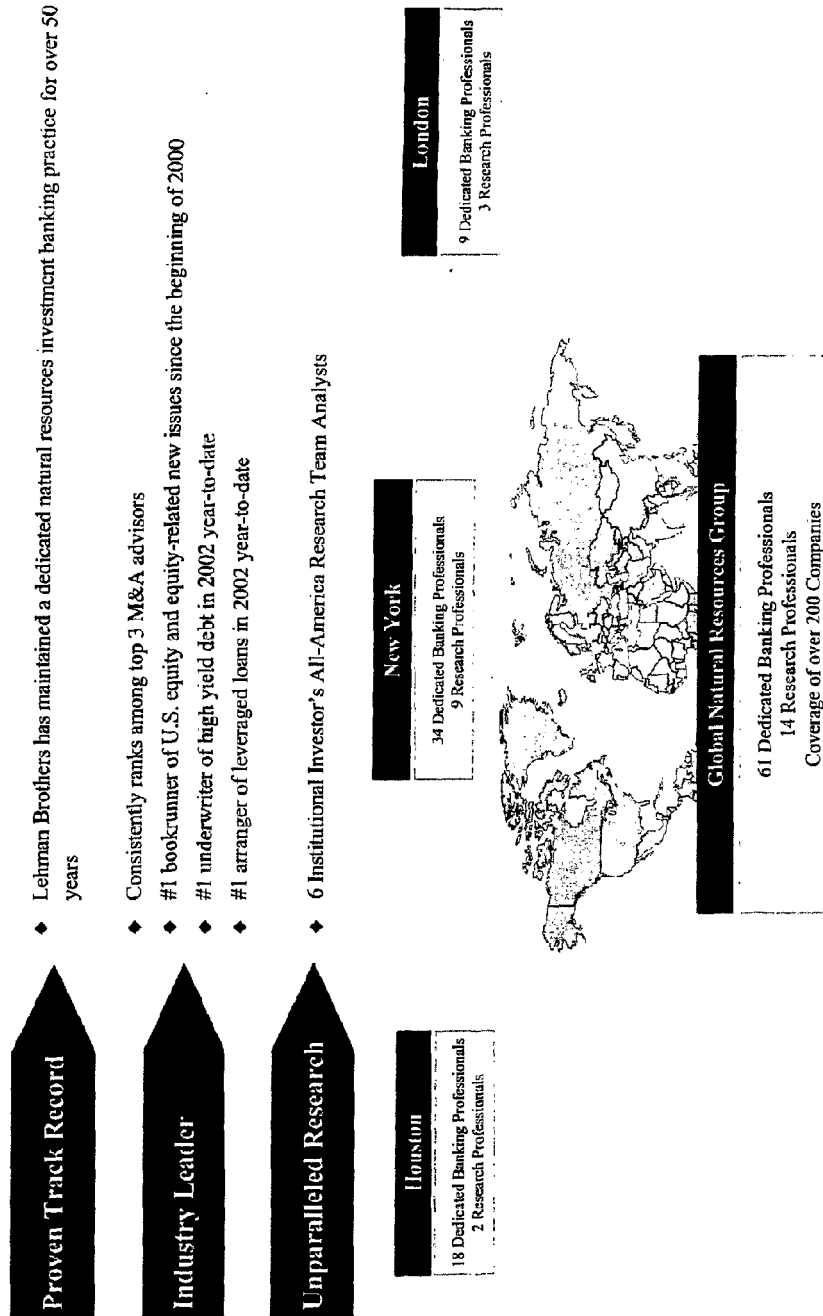 Proven Track Record
♦ Lehman Brothers has maintained a dedicated natural resources investment banking practice for over 50
years
Industry Leader
♦ Consistently ranks among top 3 M&A advisors
♦ #1 bookrunner of U.S. equity and equity-related new issues since the beginning of 2000
♦ #1 underwriter of high yield debt in 2002 year-to-date
♦ #1 arranger of leveraged loans in 2002 year-to-date
Unparalleled Research
♦ 6 Institutional Investor's All-America Research Team Analysts
Houston
18 Dedicated Banking Professionals
2 Research Professionals
New York
34 Dedicated Banking Professionals
9 Research Professionals
London
9 Dedicated Banking Professionals
3 Research Professionals
Global Natural Resources Group
61 Dedicated Banking Professionals
14 Research Professionals
Coverage of over 200 Companies